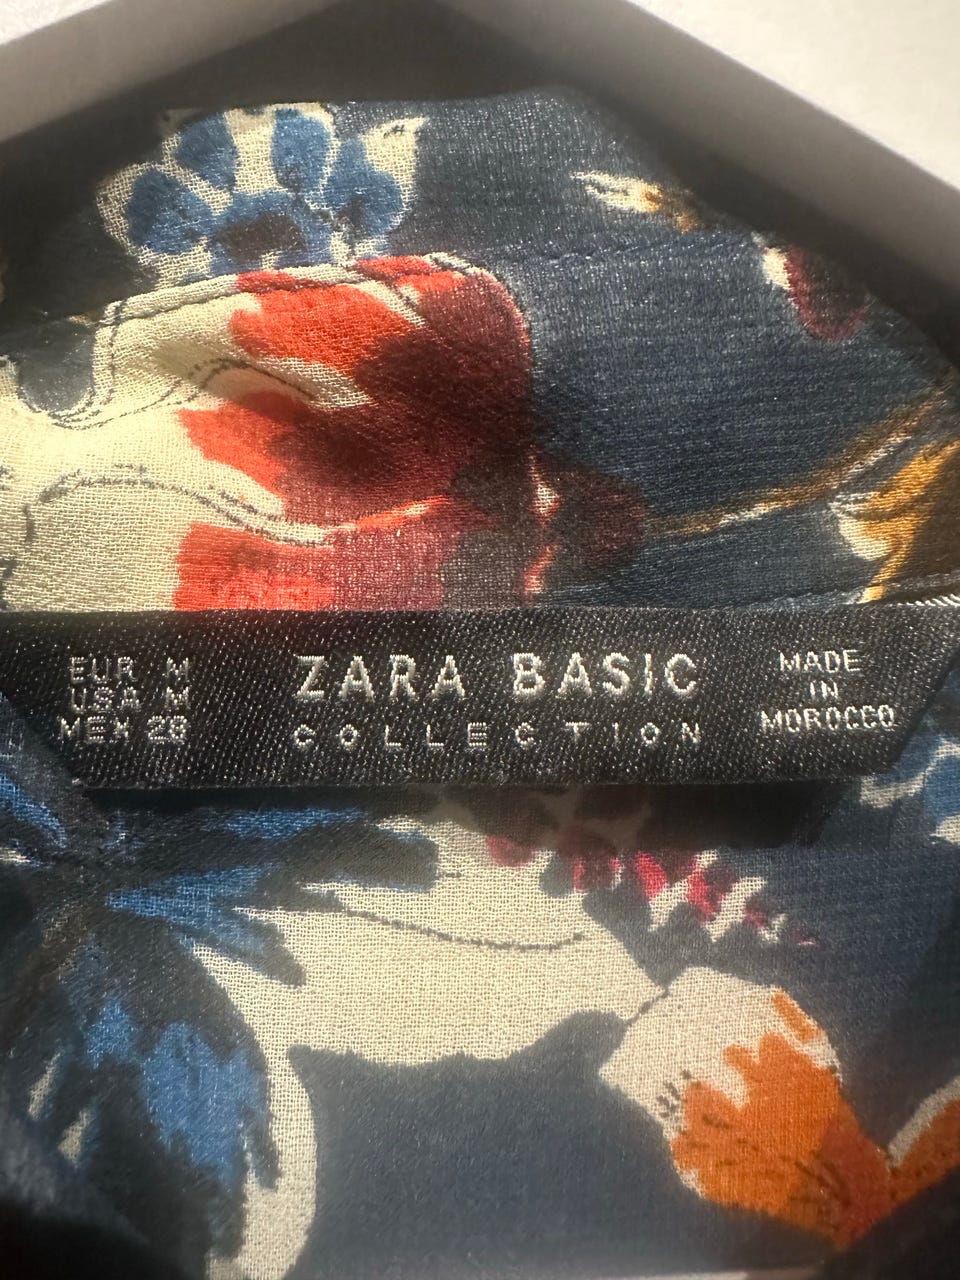 EUR M
USA M
MEX 28
ZARA BASIC
COLLECTION
MADE
IN
MOROCCO